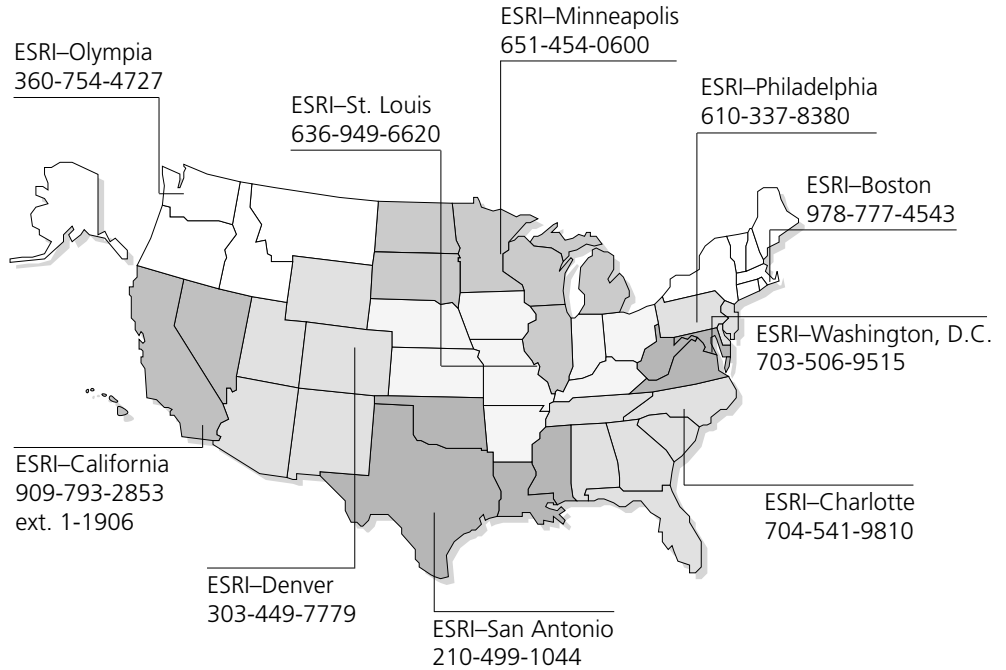 ESRI–Minneapolis
651-454-0600
ESRI–Olympia
360-754-4727
ESRI–St. Louis
636-949-6620
ESRI–Philadelphia
610-337-8380
ESRI–Boston
978-777-4543
ESRI–Washington, D.C.
703-506-9515
ESRI–California
909-793-2853
ext. 1-1906
ESRI–Charlotte
704-541-9810
ESRI–Denver
303-449-7779
ESRI–San Antonio
210-499-1044